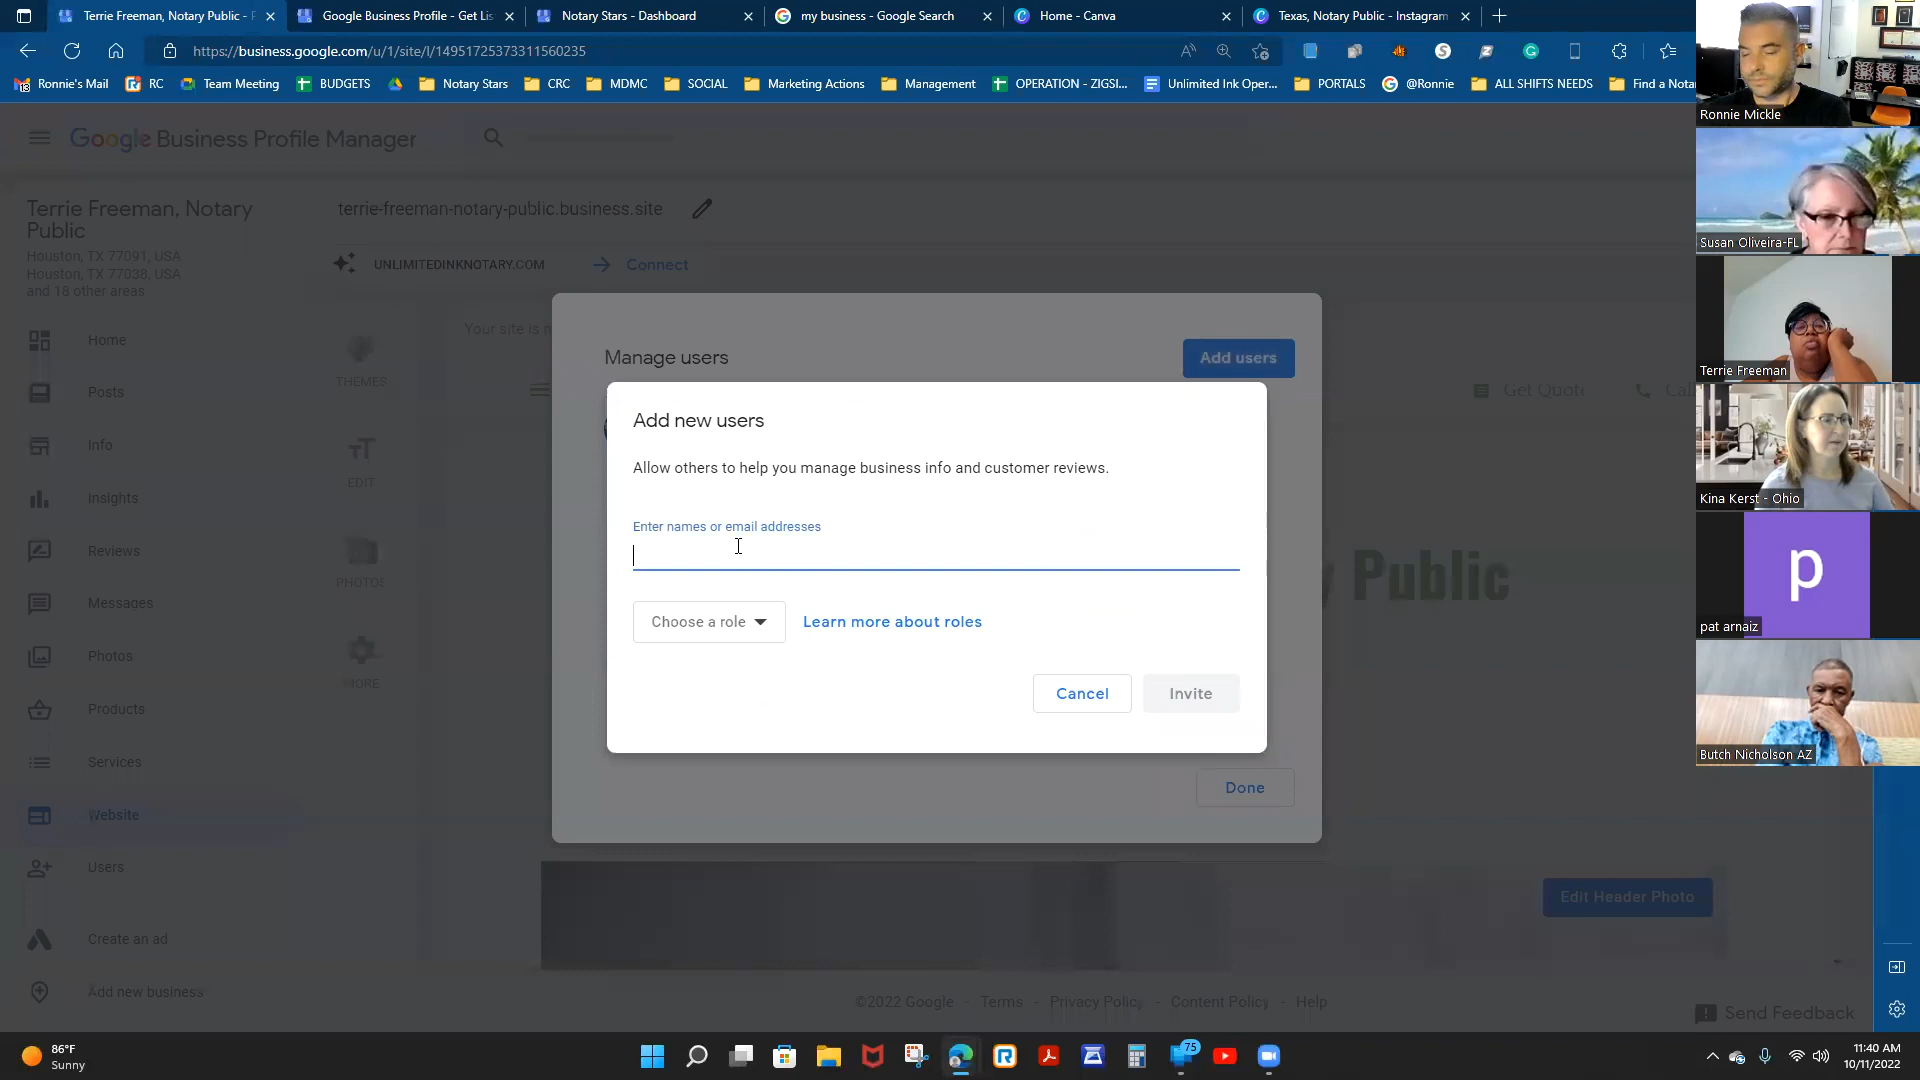 Terrie Freeman, Notary Public - P
Google Business Profile - Get Lis
Notary Stars - Dashboard
my business - Google Search
Home - Canva
Texas, Notary Public - Instagram
https://business.google.com/u/1/site/l/14951725373311560235
Ronnie's Mail
RC
Team Meeting
BUDGETS
Notary Stars
CRC
MDMC
SOCIAL
Marketing Actions
Management
OPERATION - ZIGSI...
Unlimited Ink Oper...
PORTALS
@Ronnie
ALL SHIFTS NEEDS
Find a Nota
Google Business Profile Manager
Terrie Freeman, Notary
Public
Houston, TX 77091, USA
Houston, TX 77038, USA
and 18 other areas
Home
Posts
Info
Insights
Reviews
Messages
Photos
Products
Services
Website
Users
Create an ad
Add new business
terrie-freeman-notary-public.business.site
UNLIMITEDINKNOTARY.COM
Connect
THEMES
EDIT
PHOTOS
MORE
Your site is n
Get Quote
Call
y Public
Manage users
Add users
Add new users
Allow others to help you manage business info and customer reviews.
Enter names or email addresses
Choose a role
Learn more about roles
Cancel
Invite
Done
Edit Header Photo
©2022 Google - Terms - Privacy Policy - Content Policy - Help
Send Feedback
Ronnie Mickle
Susan Oliveira-FL
Terrie Freeman
Kina Kerst - Ohio
p
pat arnaiz
Butch Nicholson AZ
86°F
Sunny
75
11:40 AM
10/11/2022